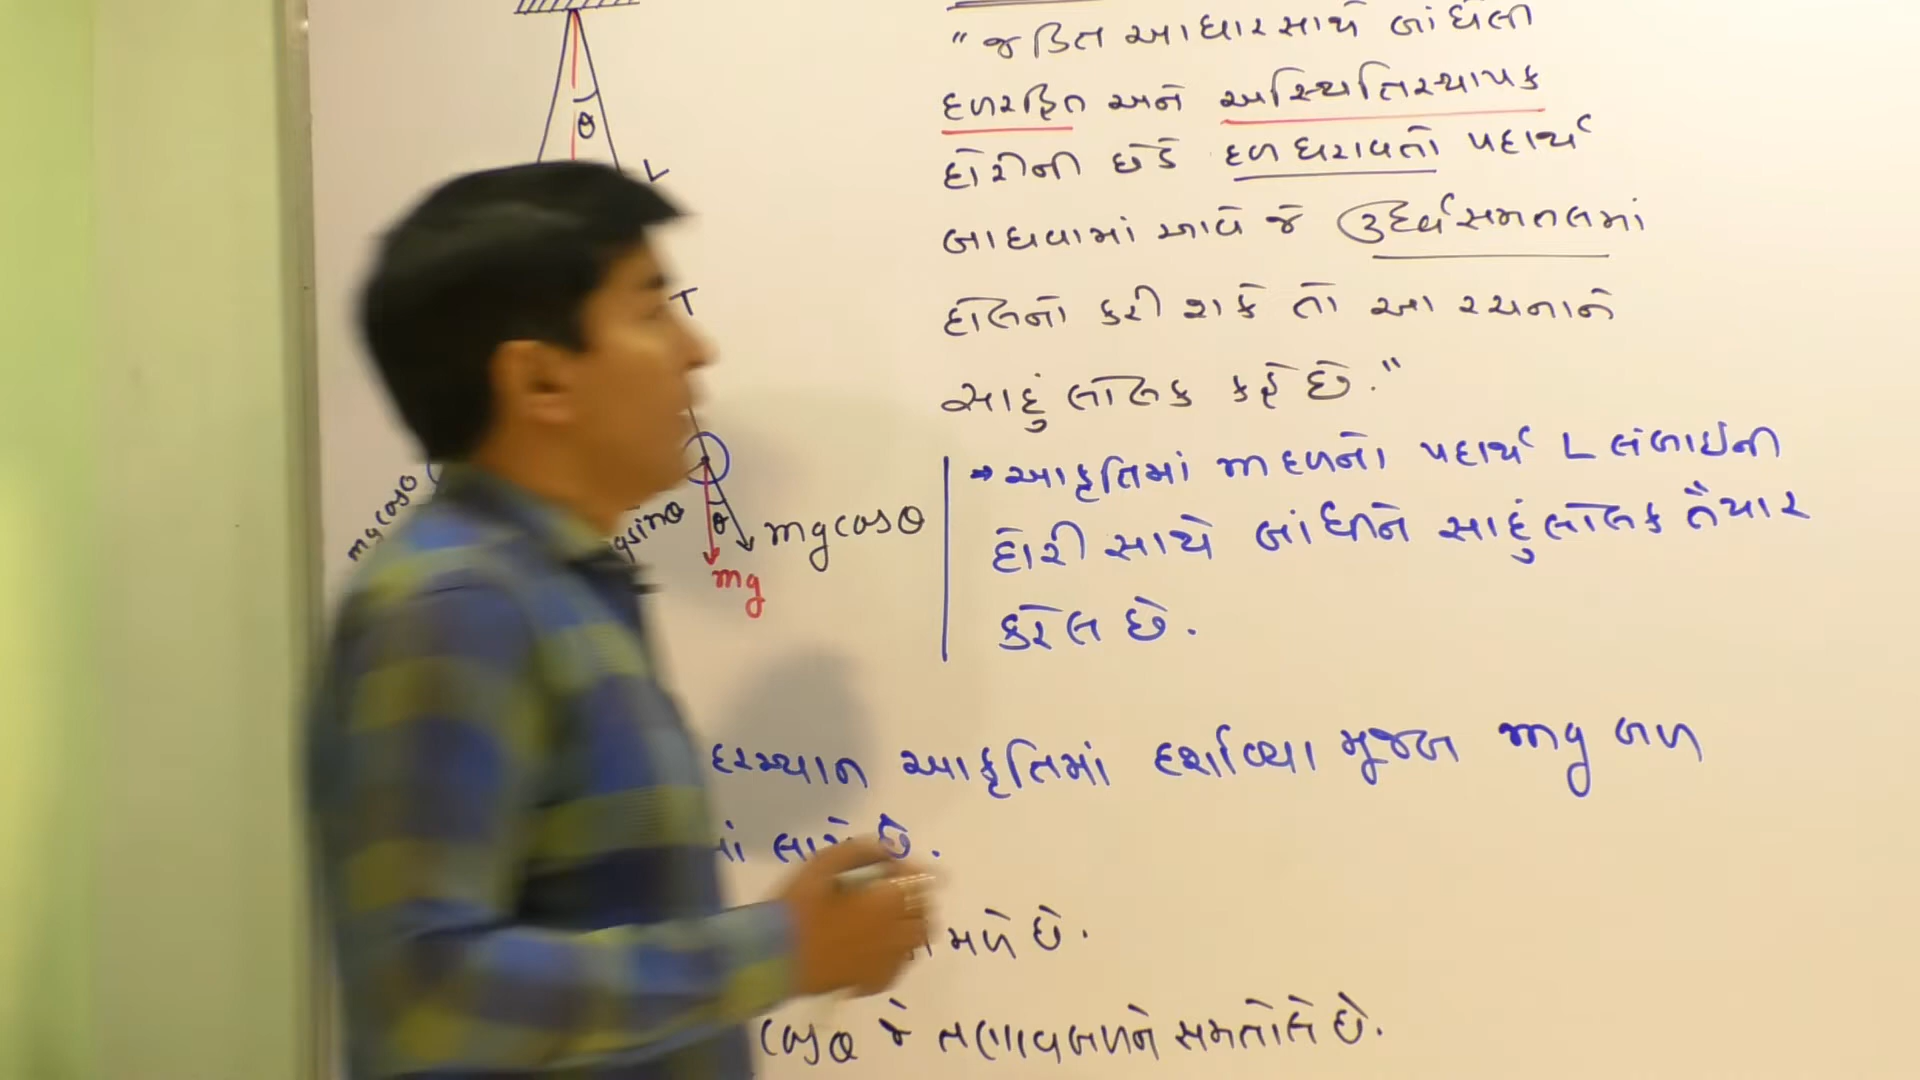 θ
L
T
mg cosθ
gsinθ
θ
mg cosθ
mg
"જડિત આધાર સાથે બાંધેલી
દળરહિત અને અસ્થિતિસ્થાપક
દોરીની છેડે દળ ધરાવતો પદાર્થ
બાધવામાં આવે જે ઉર્દ્વસમતલમાં
દોલનો કરી શકે તો આ રચનાને
સાદું લોલક કહે છે."
→ આકૃતિમાં m દળનો પદાર્થ L લંબાઈની
દોરી સાથે બાંધીને સાદું લોલક તૈયાર
કરેલ છે.
દરમ્યાન આકૃતિમાં દર્શાવ્યા મુજબ mg બળ
માં લાગે છે.
મળે છે.
cosθ જે તણાવબળને સમતોલે છે.